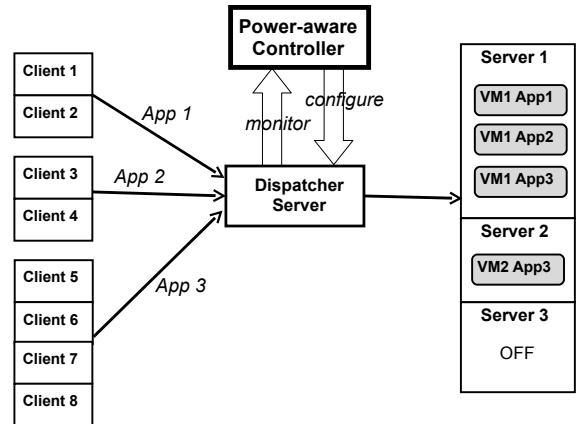 Power-aware
Controller
Client 1
Client 2
Client 3
Client 4
Client 5
Client 6
Client 7
Client 8
App 1
App 2
App 3
monitor
configure
Dispatcher
Server
Server 1
VM1 App1
VM1 App2
VM1 App3
Server 2
VM2 App3
Server 3
OFF